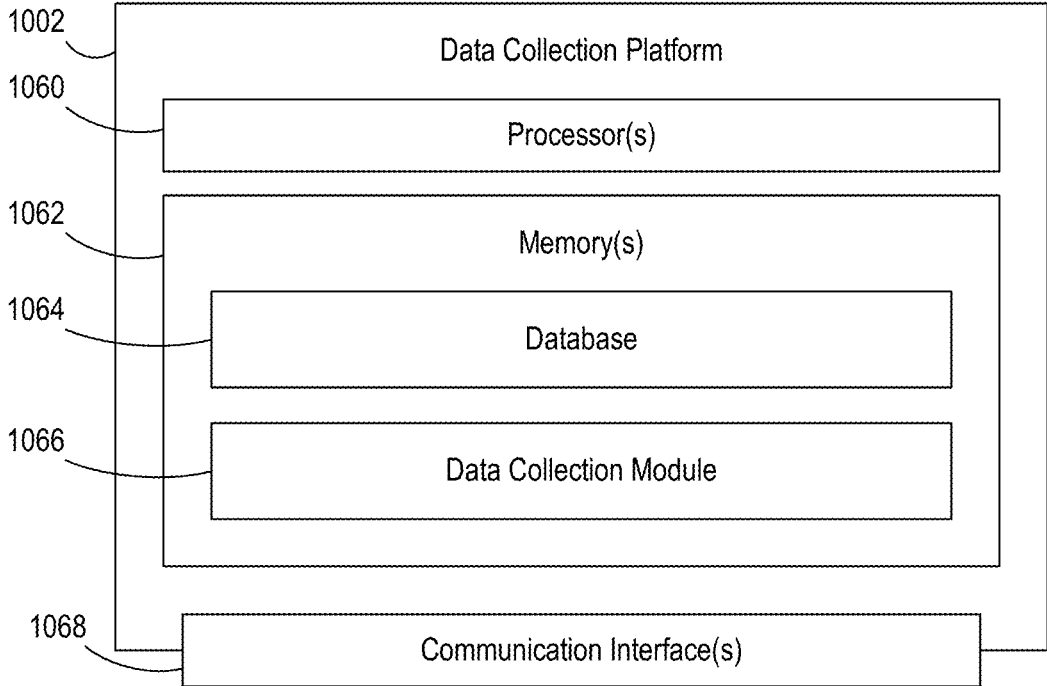 1002
Data Collection Platform
1060
Processor(s)
1062
Memory(s)
1064
Database
1066
Data Collection Module
1068
Communication Interface(s)